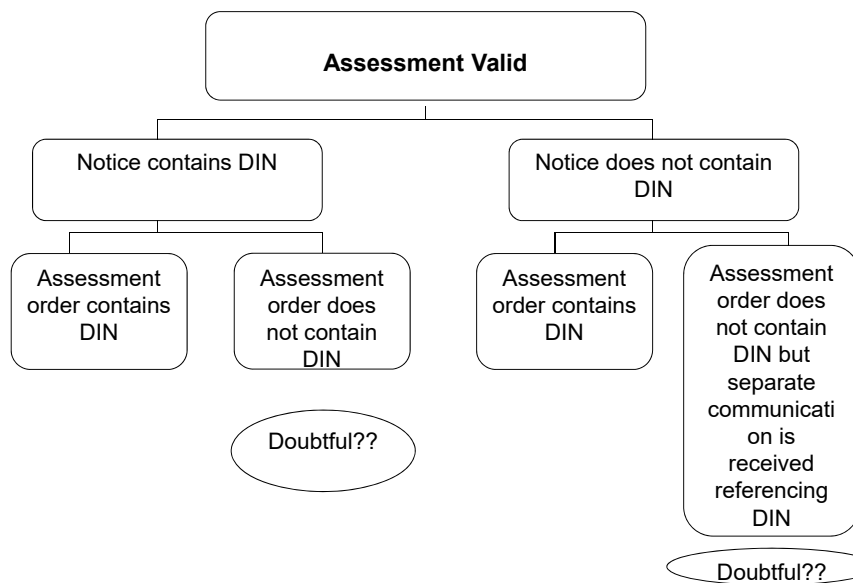 Assessment Valid
Notice contains DIN
Notice does not contain
DIN
Assessment
order contains
DIN
Assessment
order does
not contain
DIN
Assessment
order contains
DIN
Assessment
order does
not contain
DIN but
separate
communicati
on is
received
referencing
DIN
Doubtful??
Doubtful??